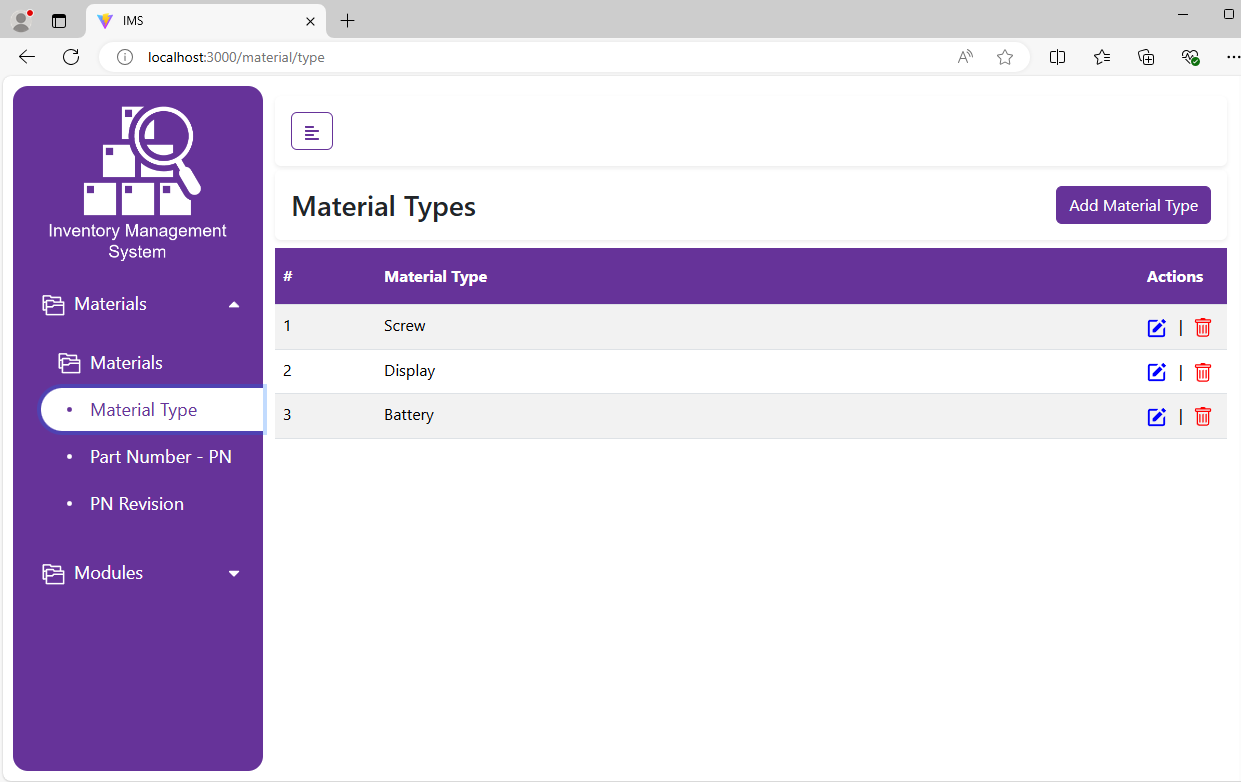 IMS
localhost:3000/material/type
Inventory Management
System
Materials
Materials
• Material Type
• Part Number - PN
• PN Revision
Modules
Material Types
Add Material Type
# Material Type Actions
1 Screw |
2 Display |
3 Battery |